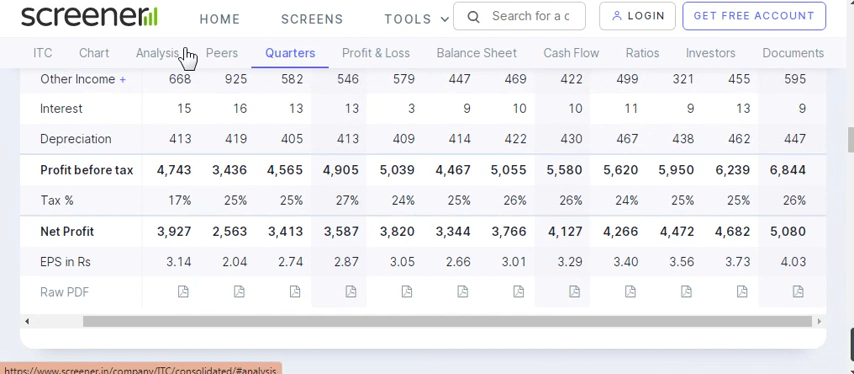 screener HOME SCREENS TOOLS Search for a c LOGIN GET FREE ACCOUNT
ITC Chart Analysis Peers Quarters Profit & Loss Balance Sheet Cash Flow Ratios Investors Documents
Other Income + 668 925 582 546 579 447 469 422 499 321 455 595
Interest 15 16 13 13 3 9 10 10 11 9 13 9
Depreciation 413 419 405 413 409 414 422 430 467 438 462 447
Profit before tax 4,743 3,436 4,565 4,905 5,039 4,467 5,055 5,580 5,620 5,950 6,239 6,844
Tax % 17% 25% 25% 27% 24% 25% 26% 26% 24% 25% 25% 26%
Net Profit 3,927 2,563 3,413 3,587 3,820 3,344 3,766 4,127 4,266 4,472 4,682 5,080
EPS in Rs 3.14 2.04 2.74 2.87 3.05 2.66 3.01 3.29 3.40 3.56 3.73 4.03
Raw PDF
https://www.screener.in/company/ITC/consolidated/#analysis